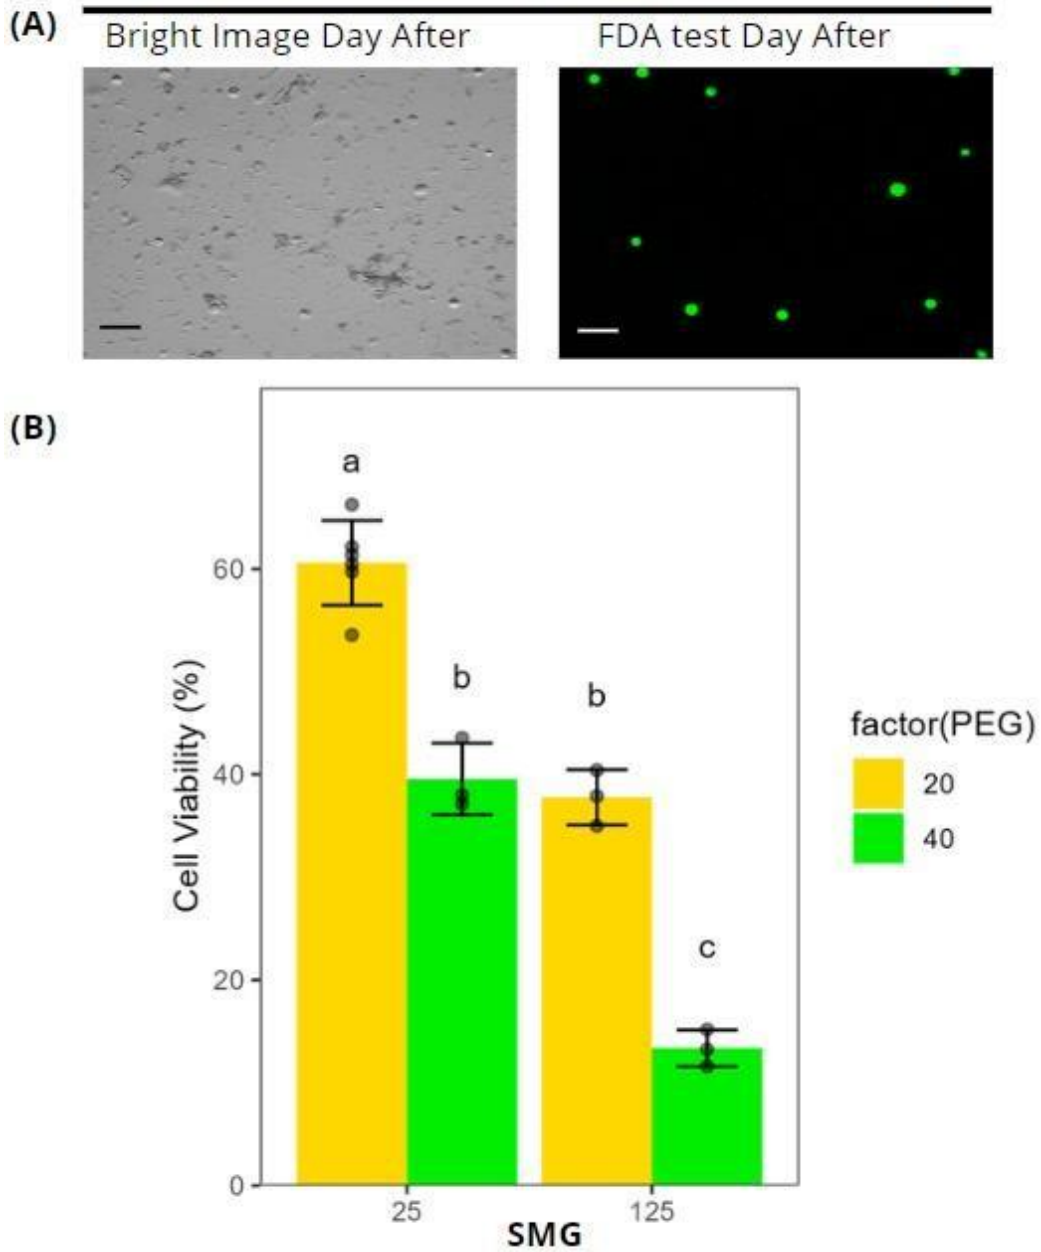 (A)
Bright Image Day After
FDA test Day After
(B)
a
b
b
c
60
40
20
0
Cell Viability (%)
25
125
SMG
factor(PEG)
20
40